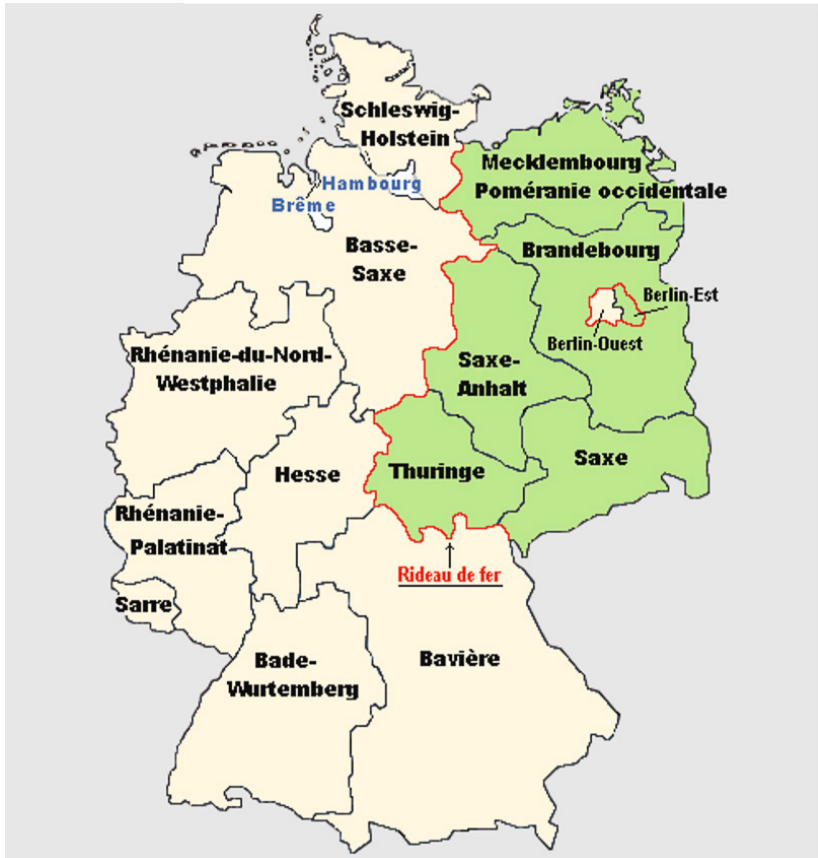 Schleswig-
Holstein
Mecklembourg
Poméranie occidentale
Hambourg
Brême
Basse-
Saxe
Brandebourg
Berlin-Est
Berlin-Ouest
Rhénanie-du-Nord-
Westphalie
Saxe-
Anhalt
Hesse
Thuringe
Saxe
Rhénanie-
Palatinat
Rideau de fer
Sarre
Bade-
Wurtemberg
Bavière